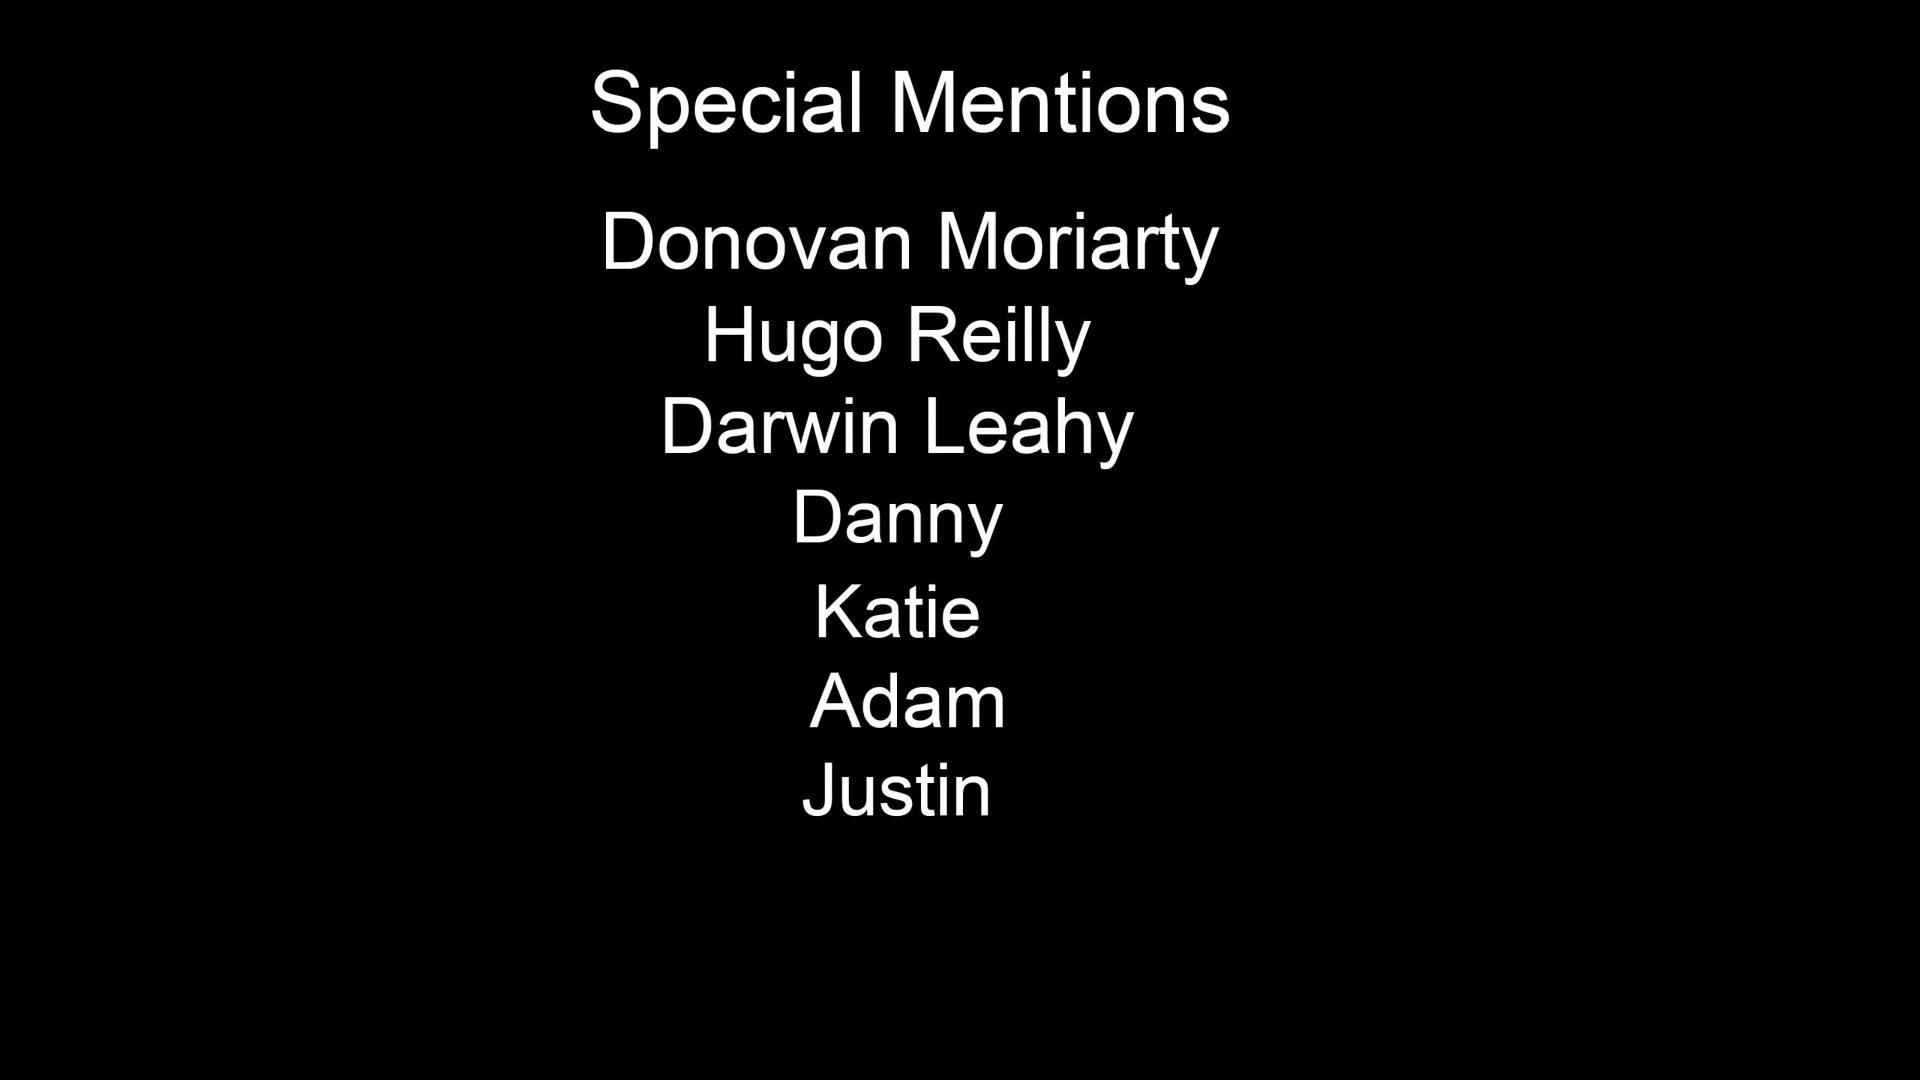 Special Mentions
Donovan Moriarty
Hugo Reilly
Darwin Leahy
Danny
Katie
Adam
Justin